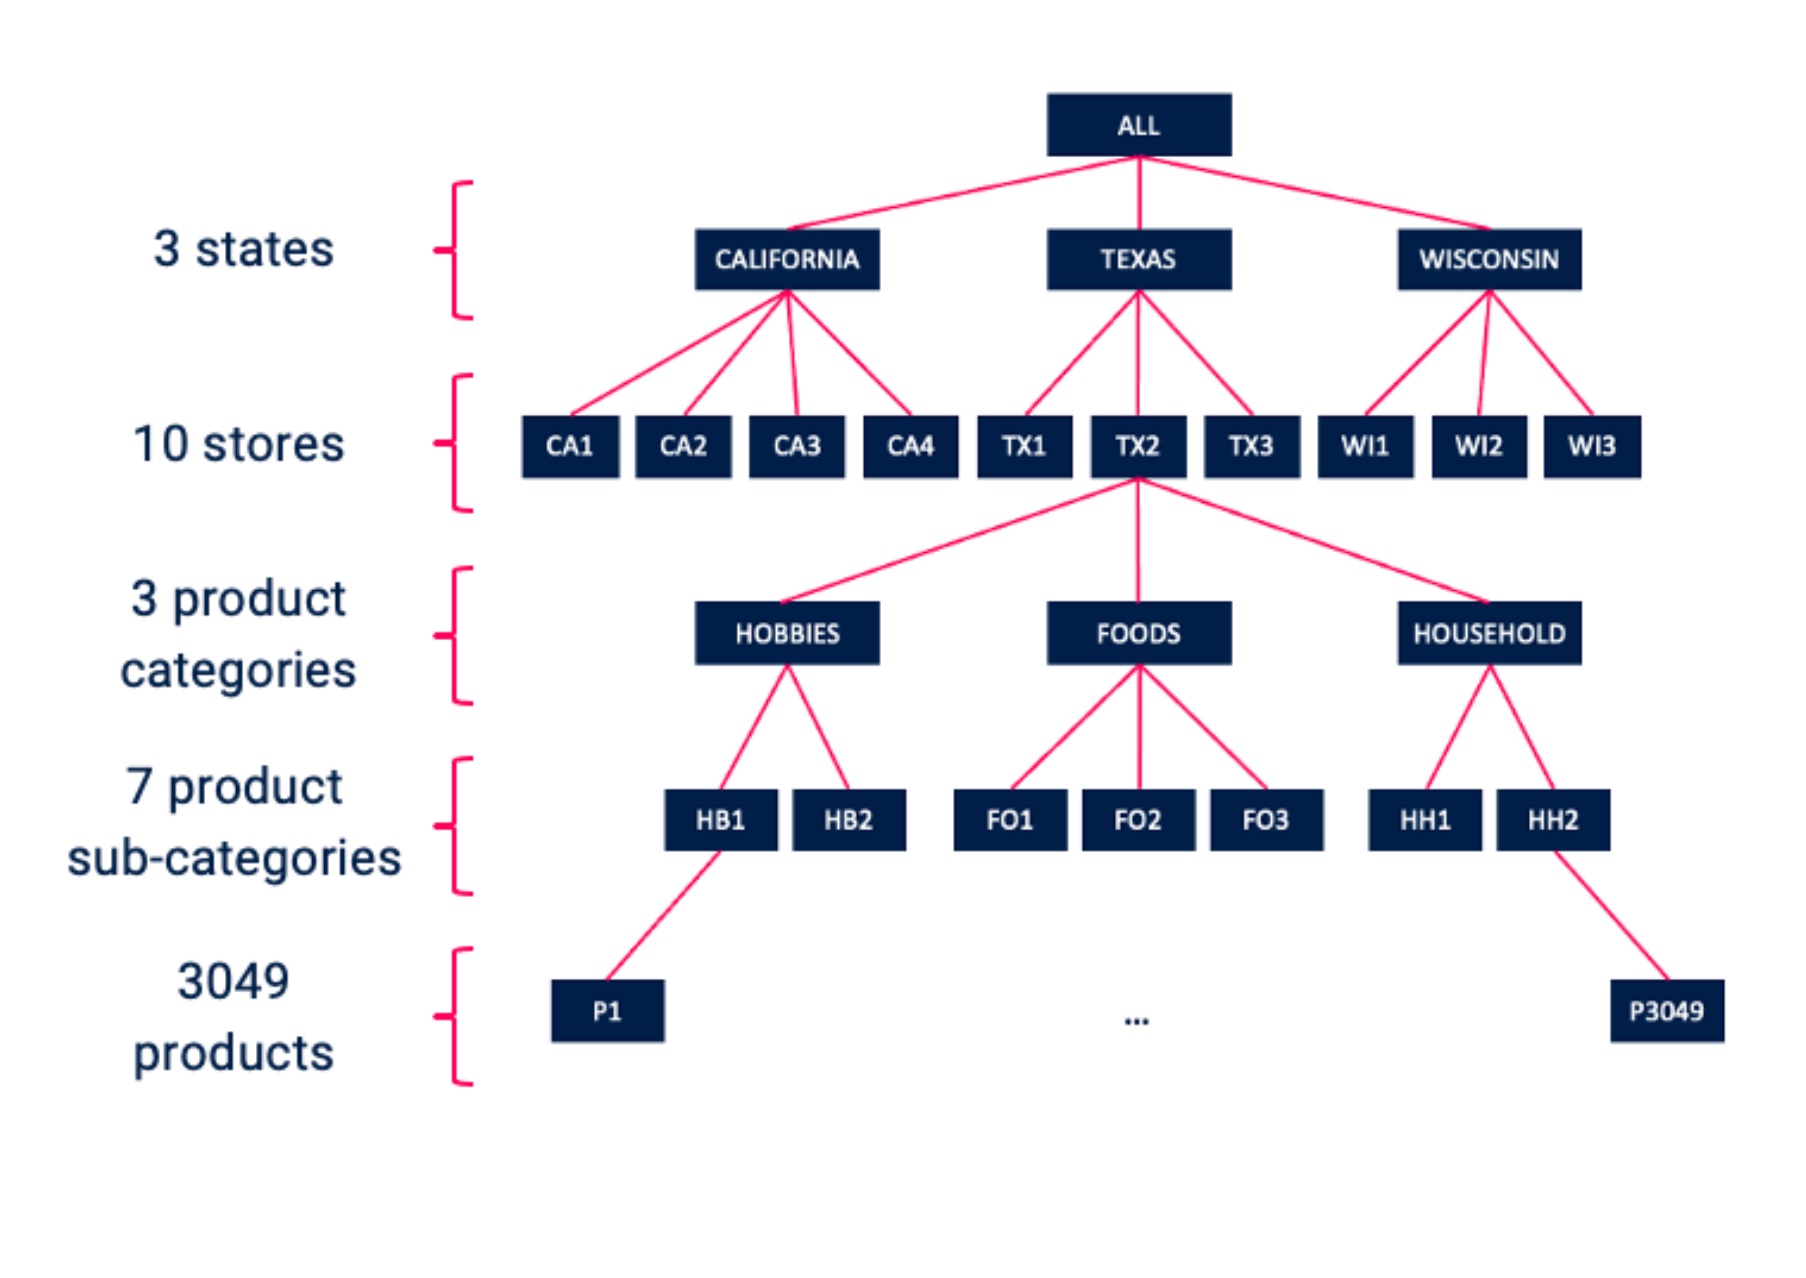 ALL
3 states
CALIFORNIA TEXAS WISCONSIN
10 stores
CA1 CA2 CA3 CA4 TX1 TX2 TX3 WI1 WI2 WI3
3 product
categories
HOBBIES FOODS HOUSEHOLD
7 product
sub-categories
HB1 HB2 FO1 FO2 FO3 HH1 HH2
3049
products
P1 ... P3049